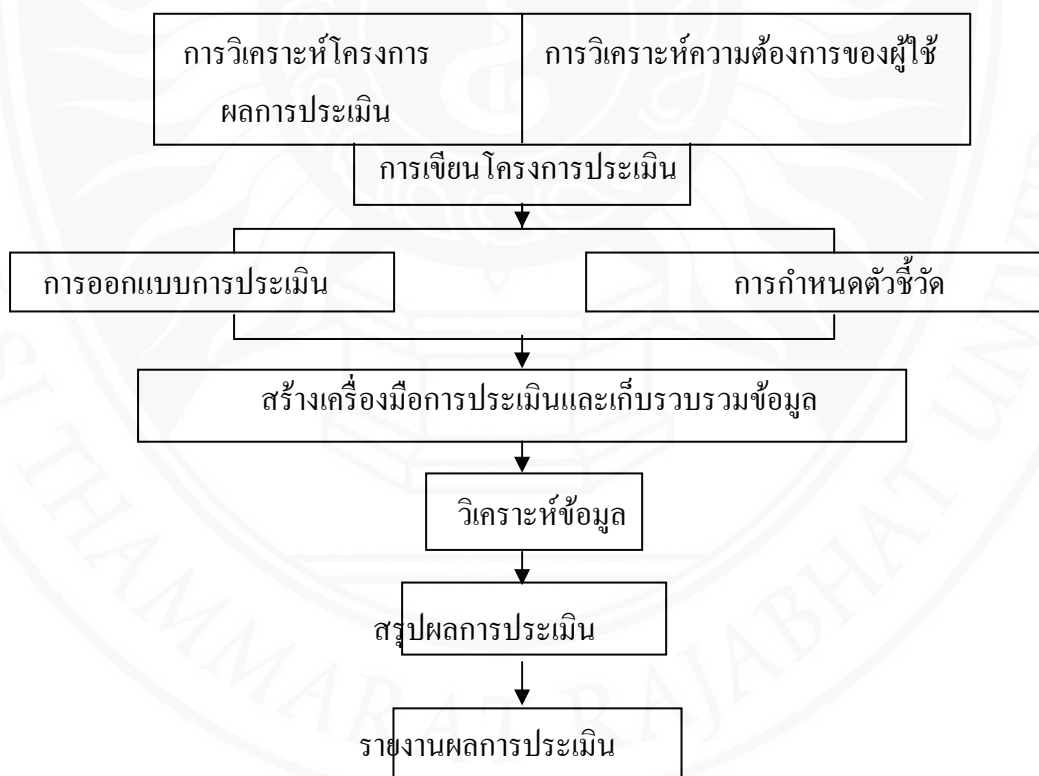 การวิเคราะห์โครงการ
ผลการประเมิน
การวิเคราะห์ความต้องการของผู้ใช้
การเขียนโครงการประเมิน
การออกแบบการประเมิน
การกำหนดตัวชี้วัด
สร้างเครื่องมือการประเมินและเก็บรวบรวมข้อมูล
วิเคราะห์ข้อมูล
สรุปผลการประเมิน
รายงานผลการประเมิน
SI THAMMARAT RAJABHAT UNIV